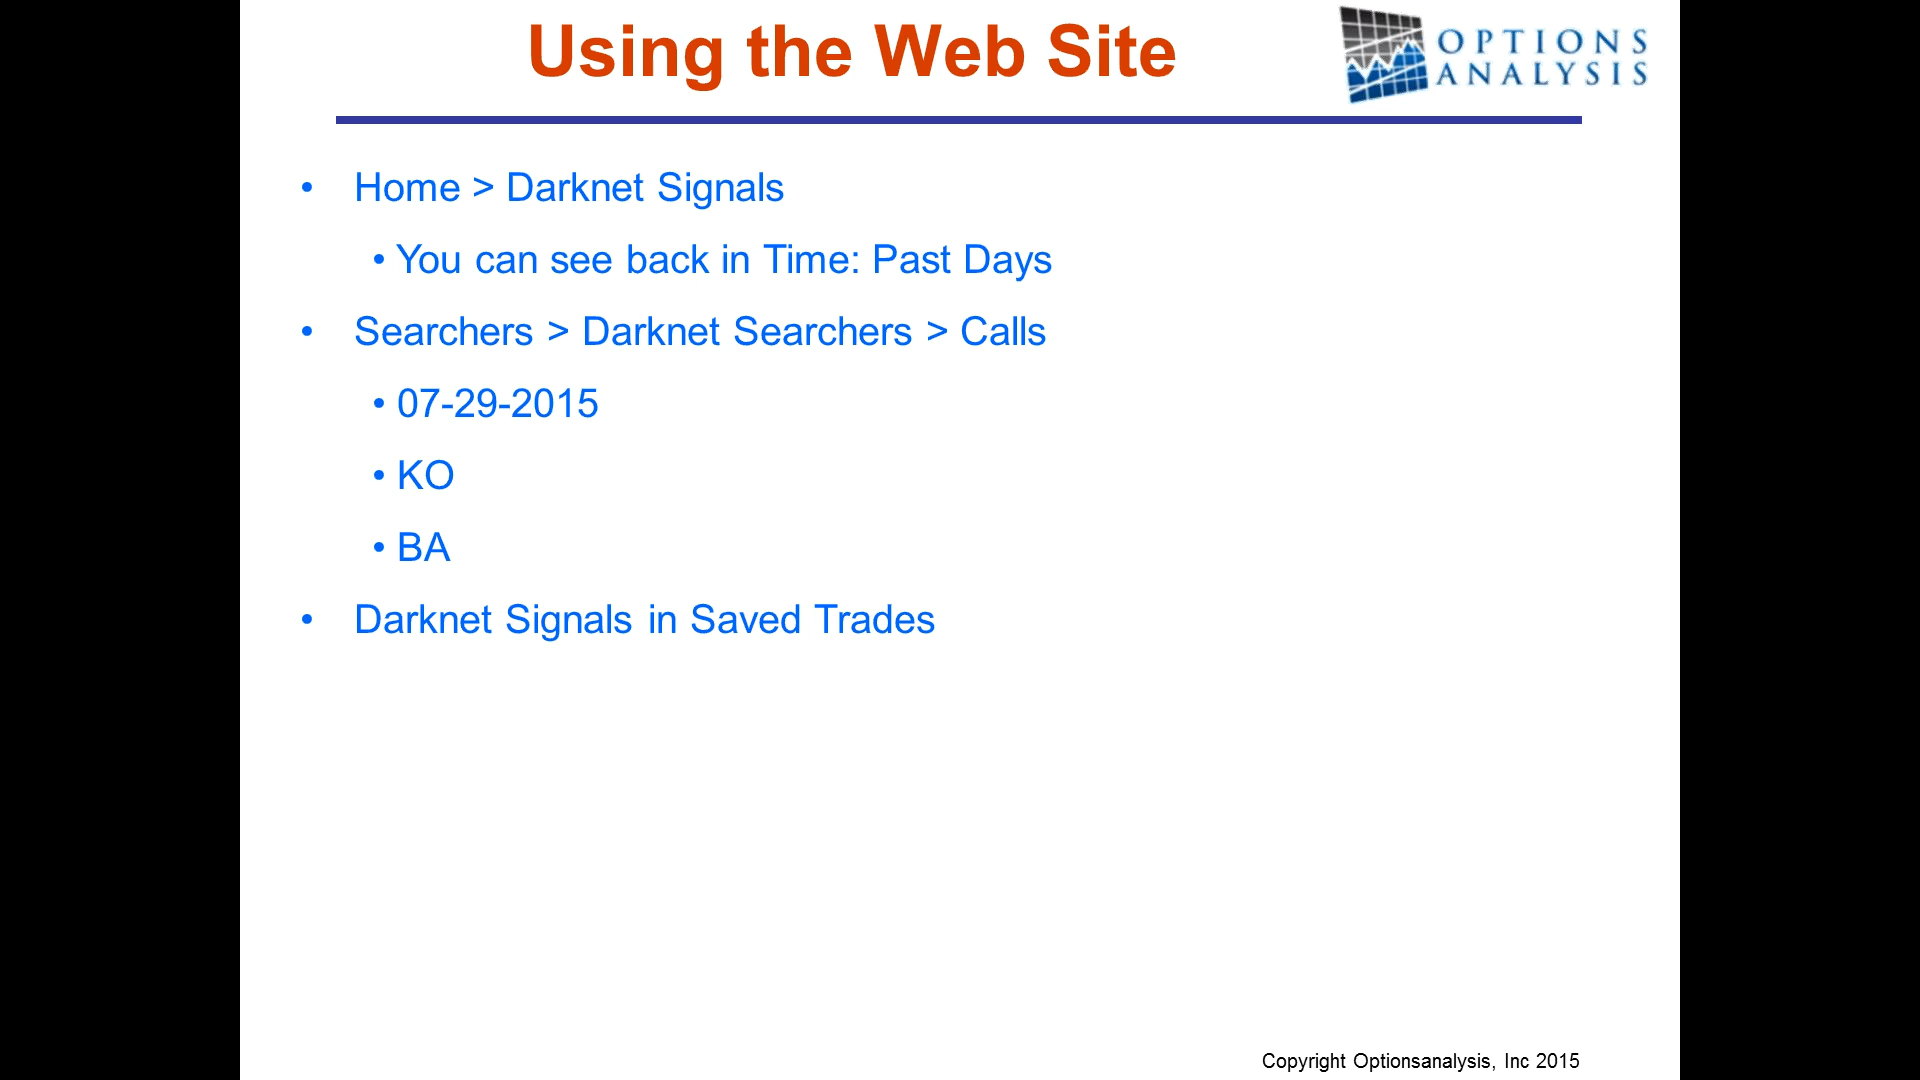 Using the Web Site
OPTIONS
ANALYSIS
• Home > Darknet Signals
• You can see back in Time: Past Days
• Searchers > Darknet Searchers > Calls
• 07-29-2015
• KO
• BA
• Darknet Signals in Saved Trades
Copyright Optionsanalysis, Inc 2015